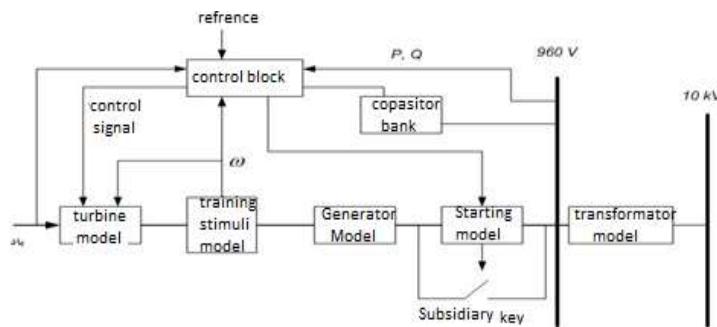 refrence
P, Q
960 V
control block
10 kV
control
signal
copasitor
bank
ω
turbine
model
training
stimuli
model
Generator
Model
Starting
model
transformator
model
Subsidiary key